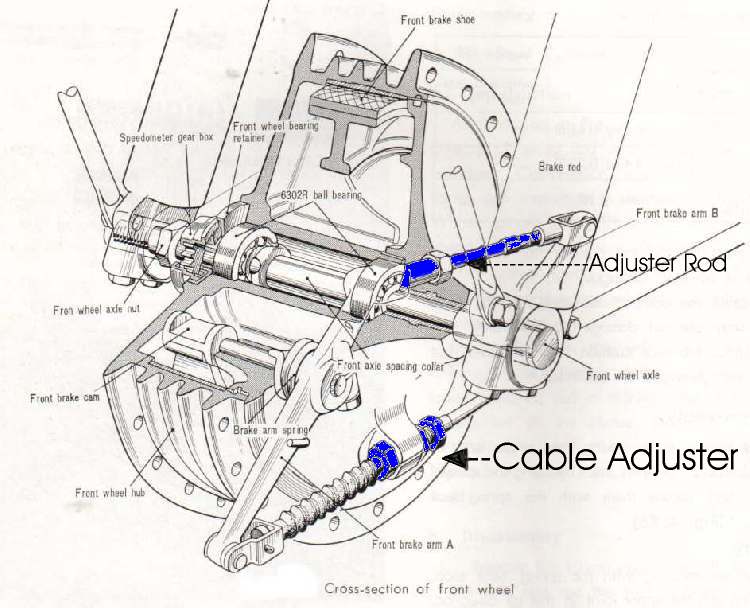 Front brake shoe
Speedometer gear box
Front wheel bearing
retainer
Brake rod
6302R ball bearing
Front brake arm B
Adjuster Rod
Fron wheel axle nut
Front axle spacing collar
Front wheel axle
Front brake cam
Brake arm spring
Cable Adjuster
Front wheel hub
Front brake arm A
Cross-section of front wheel